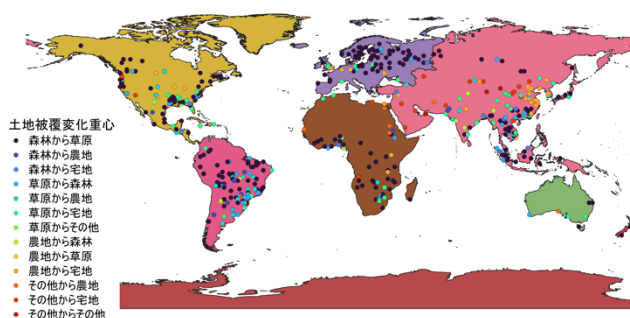 土地被覆変化重心
森林から草原
森林から農地
森林から宅地
草原から森林
草原から農地
草原から宅地
草原からその他
農地から森林
農地から草原
農地から宅地
その他から農地
その他から宅地
その他からその他